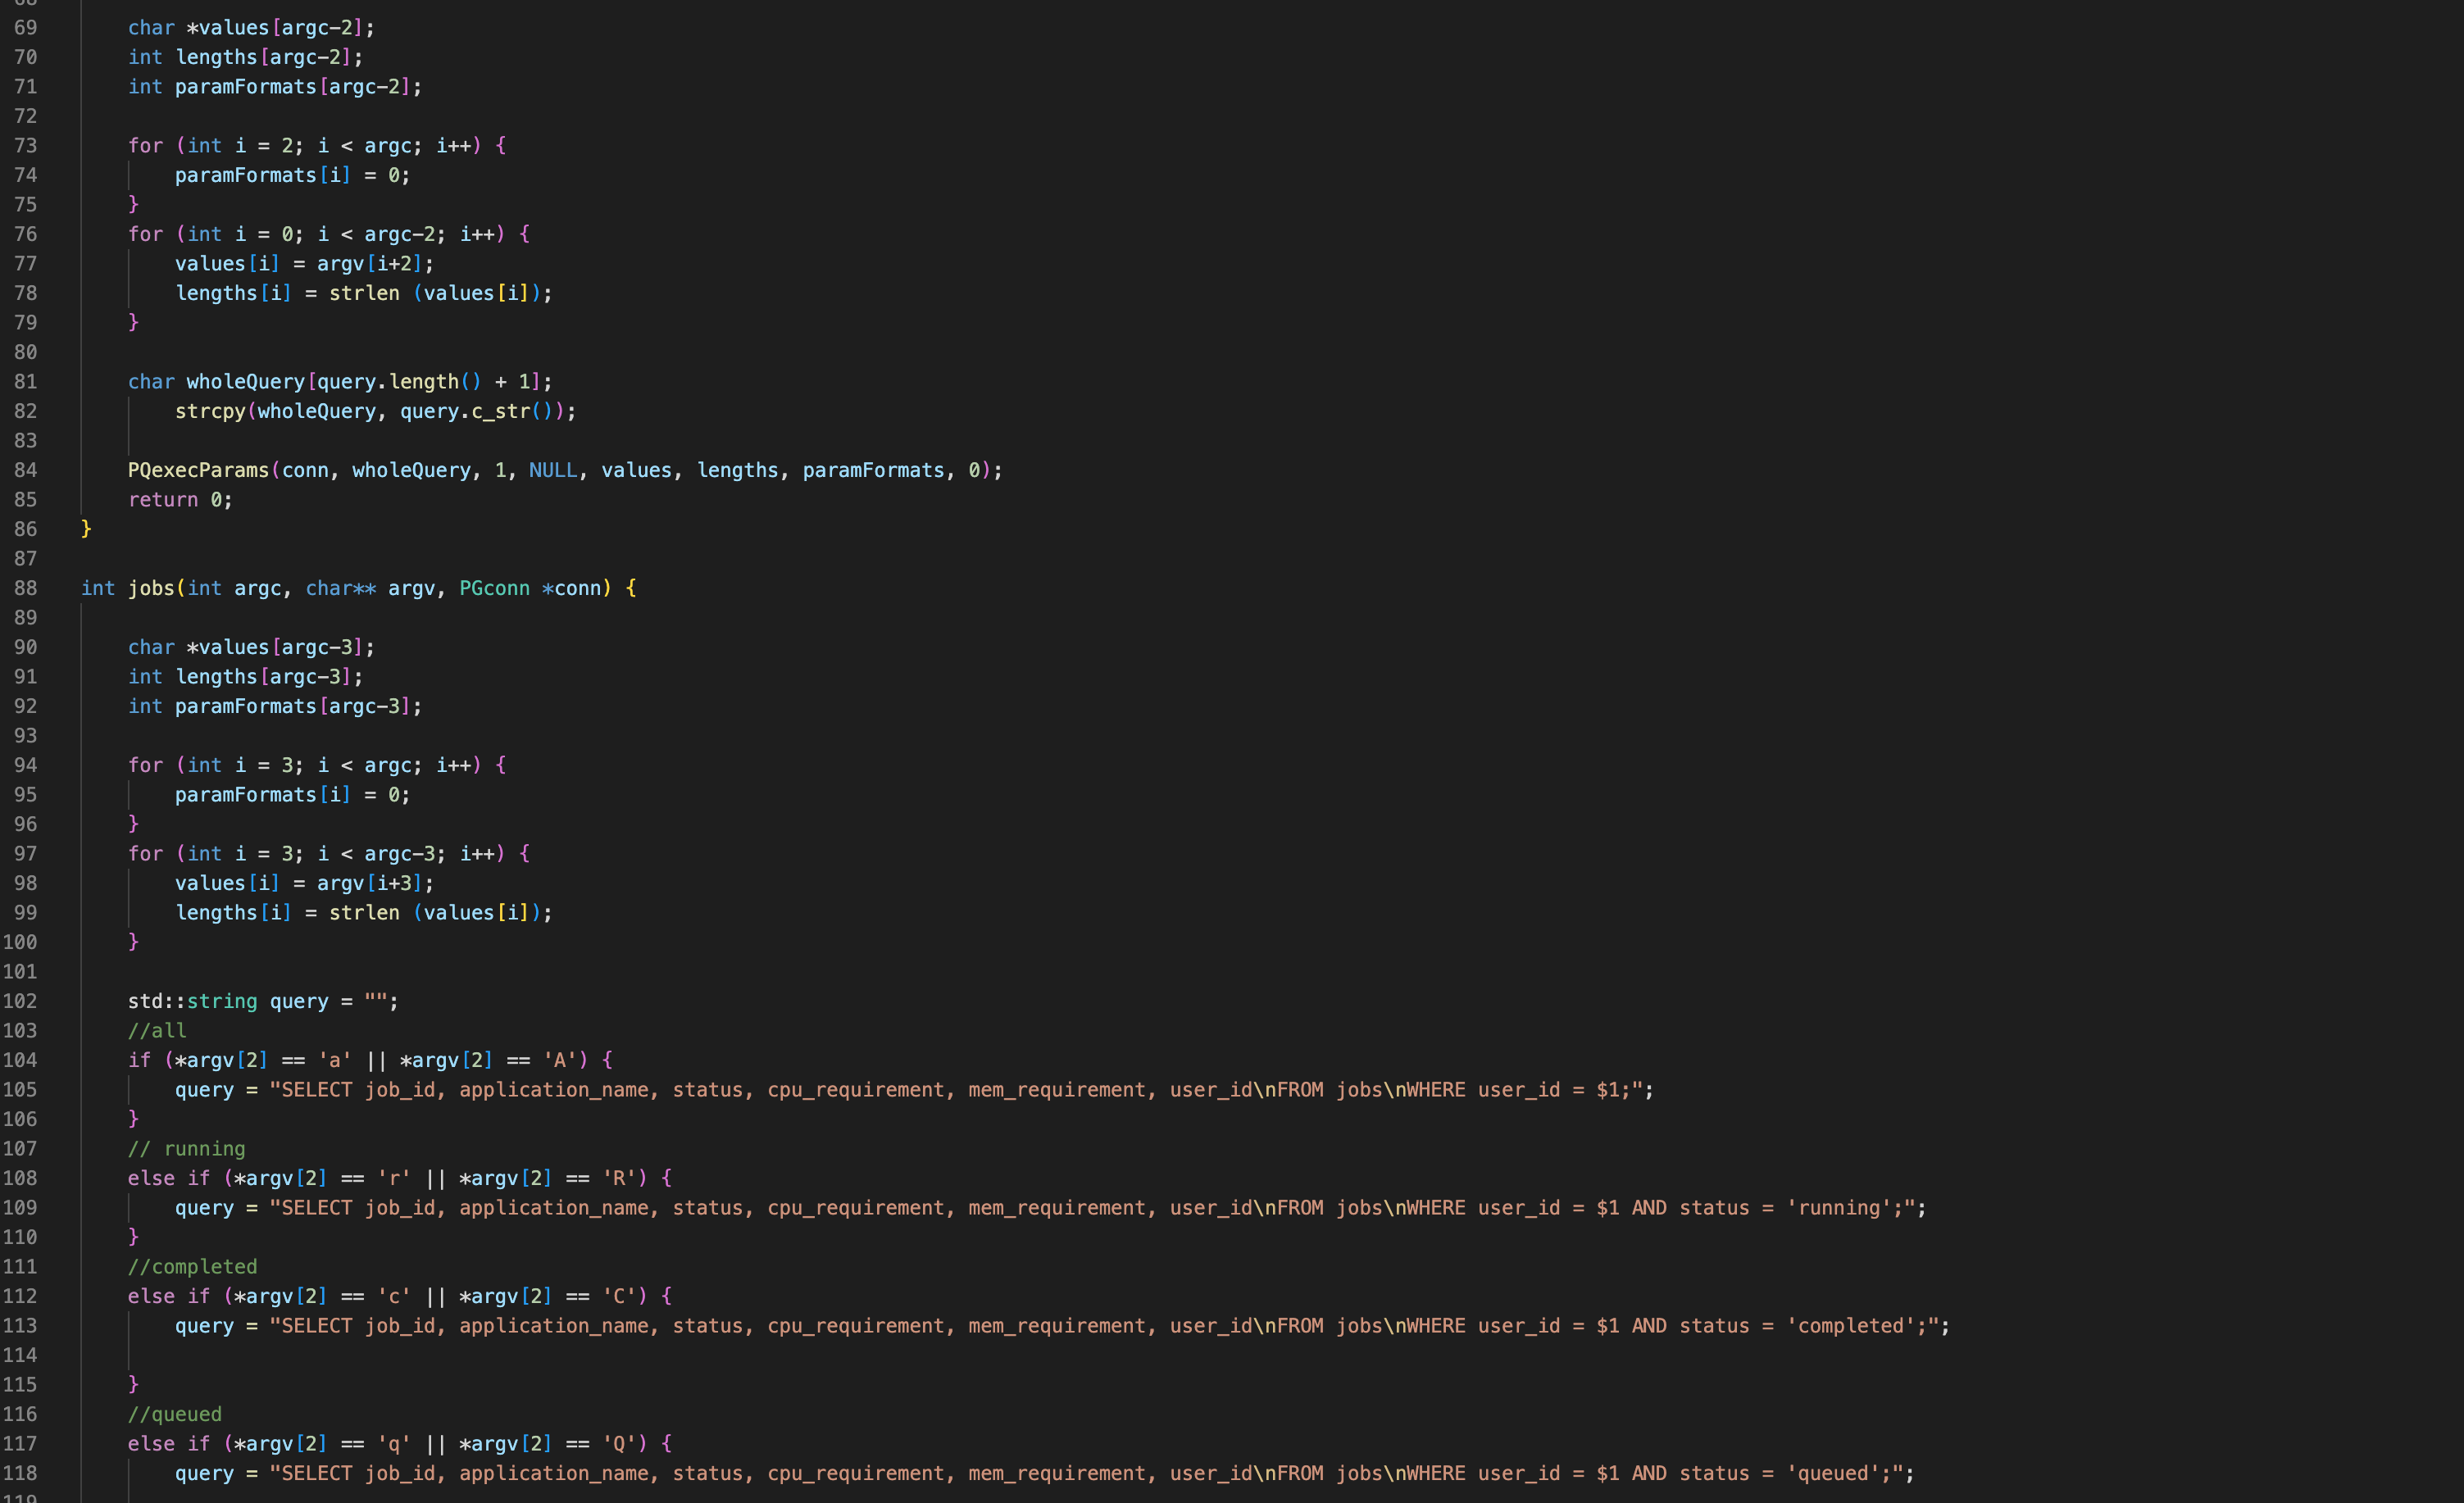 69 char *values[argc-2];
70 int lengths[argc-2];
71 int paramFormats[argc-2];
72
73 for (int i = 2; i < argc; i++) {
74 paramFormats[i] = 0;
75 }
76 for (int i = 0; i < argc-2; i++) {
77 values[i] = argv[i+2];
78 lengths[i] = strlen (values[i]);
79 }
80
81 char wholeQuery[query.length() + 1];
82 strcpy(wholeQuery, query.c_str());
83
84 PQexecParams(conn, wholeQuery, 1, NULL, values, lengths, paramFormats, 0);
85 return 0;
86 }
87
88 int jobs(int argc, char** argv, PGconn *conn) {
89
90 char *values[argc-3];
91 int lengths[argc-3];
92 int paramFormats[argc-3];
93
94 for (int i = 3; i < argc; i++) {
95 paramFormats[i] = 0;
96 }
97 for (int i = 3; i < argc-3; i++) {
98 values[i] = argv[i+3];
99 lengths[i] = strlen (values[i]);
100 }
101
102 std::string query = "";
103 //all
104 if (*argv[2] == 'a' || *argv[2] == 'A') {
105 query = "SELECT job_id, application_name, status, cpu_requirement, mem_requirement, user_id\nFROM jobs\nWHERE user_id = $1;";
106 }
107 // running
108 else if (*argv[2] == 'r' || *argv[2] == 'R') {
109 query = "SELECT job_id, application_name, status, cpu_requirement, mem_requirement, user_id\nFROM jobs\nWHERE user_id = $1 AND status = 'running';";
110 }
111 //completed
112 else if (*argv[2] == 'c' || *argv[2] == 'C') {
113 query = "SELECT job_id, application_name, status, cpu_requirement, mem_requirement, user_id\nFROM jobs\nWHERE user_id = $1 AND status = 'completed';";
114
115 }
116 //queued
117 else if (*argv[2] == 'q' || *argv[2] == 'Q') {
118 query = "SELECT job_id, application_name, status, cpu_requirement, mem_requirement, user_id\nFROM jobs\nWHERE user_id = $1 AND status = 'queued';";